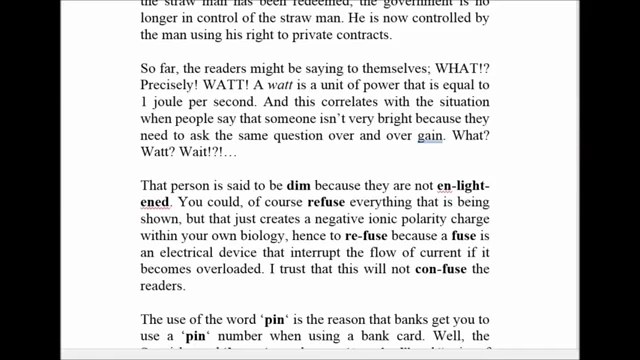 the straw man has been redeemed, the government is no
longer in control of the straw man. He is now controlled by
the man using his right to private contracts.
So far, the readers might be saying to themselves; WHAT!?
Precisely! WATT! A watt is a unit of power that is equal to
1 joule per second. And this correlates with the situation
when people say that someone isn't very bright because they
need to ask the same question over and over gain. What?
Watt? Wait!?!…
That person is said to be dim because they are not en-light-
ened. You could, of course refuse everything that is being
shown, but that just creates a negative ionic polarity charge
within your own biology, hence to re-fuse because a fuse is
an electrical device that interrupt the flow of current if it
becomes overloaded. I trust that this will not con-fuse the
readers.
The use of the word ‘pin‘ is the reason that banks get you to
use a ‘pin‘ number when using a bank card. Well, the